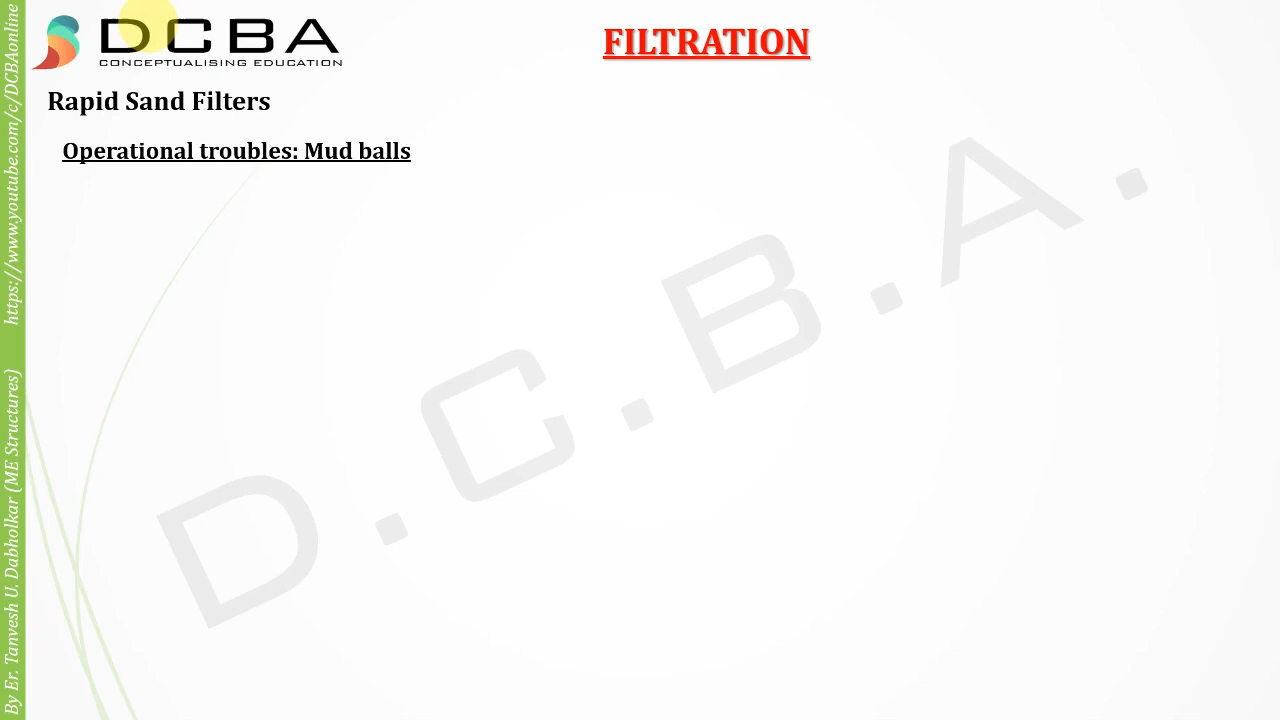 DCBA
CONCEPTUALISING EDUCATION
FILTRATION
Rapid Sand Filters
Operational troubles: Mud balls
D.C.B.A.
By Er. Tanvesh U. Dabholkar (ME Structures) https://www.youtube.com/c/DCBAonline